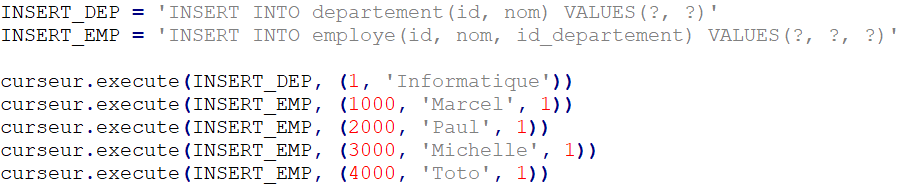 INSERT_DEP = 'INSERT INTO departement(id, nom) VALUES(?, ?)'
INSERT_EMP = 'INSERT INTO employe(id, nom, id_departement) VALUES(?, ?, ?)'
curseur.execute(INSERT_DEP, (1, 'Informatique'))
curseur.execute(INSERT_EMP, (1000, 'Marcel', 1))
curseur.execute(INSERT_EMP, (2000, 'Paul', 1))
curseur.execute(INSERT_EMP, (3000, 'Michelle', 1))
curseur.execute(INSERT_EMP, (4000, 'Toto', 1))